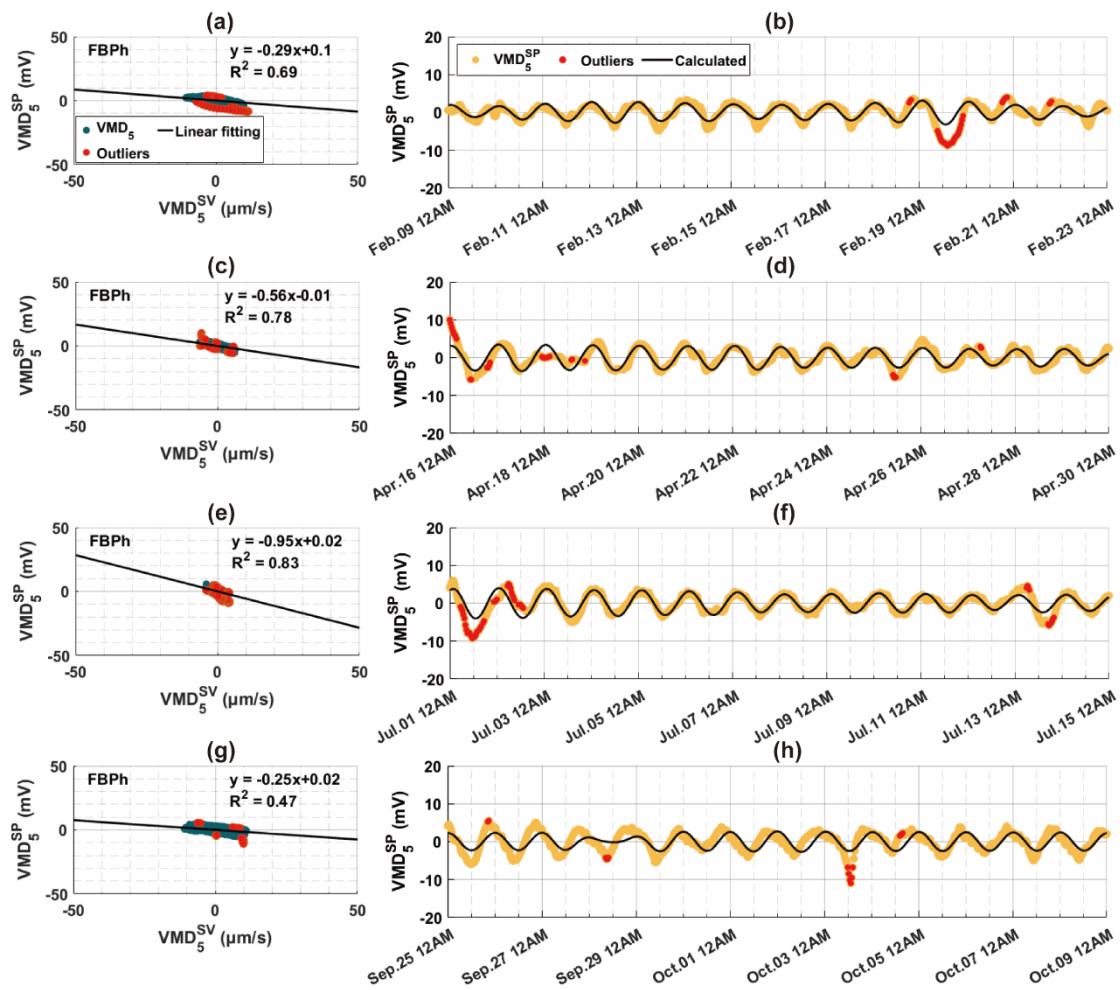 (a)
50
FBPh
y = -0.29x+0.1
R² = 0.69
VMD₅^SP (mV)
0
VMD₅
Linear fitting
Outliers
-50
-50
0
50
VMD₅^SV (µm/s)
(b)
20
VMD₅^SP
Outliers
Calculated
10
VMD₅^SP (mV)
0
-10
-20
Feb.09 12AM
Feb.11 12AM
Feb.13 12AM
Feb.15 12AM
Feb.17 12AM
Feb.19 12AM
Feb.21 12AM
Feb.23 12AM
(c)
50
FBPh
y = -0.56x-0.01
R² = 0.78
VMD₅^SP (mV)
0
-50
-50
0
50
VMD₅^SV (µm/s)
(d)
20
10
VMD₅^SP (mV)
0
-10
-20
Apr.16 12AM
Apr.18 12AM
Apr.20 12AM
Apr.22 12AM
Apr.24 12AM
Apr.26 12AM
Apr.28 12AM
Apr.30 12AM
(e)
50
FBPh
y = -0.95x+0.02
R² = 0.83
VMD₅^SP (mV)
0
-50
-50
0
50
VMD₅^SV (µm/s)
(f)
20
10
VMD₅^SP (mV)
0
-10
-20
Jul.01 12AM
Jul.03 12AM
Jul.05 12AM
Jul.07 12AM
Jul.09 12AM
Jul.11 12AM
Jul.13 12AM
Jul.15 12AM
(g)
50
FBPh
y = -0.25x+0.02
R² = 0.47
VMD₅^SP (mV)
0
-50
-50
0
50
VMD₅^SV (µm/s)
(h)
20
10
VMD₅^SP (mV)
0
-10
-20
Sep.25 12AM
Sep.27 12AM
Sep.29 12AM
Oct.01 12AM
Oct.03 12AM
Oct.05 12AM
Oct.07 12AM
Oct.09 12AM